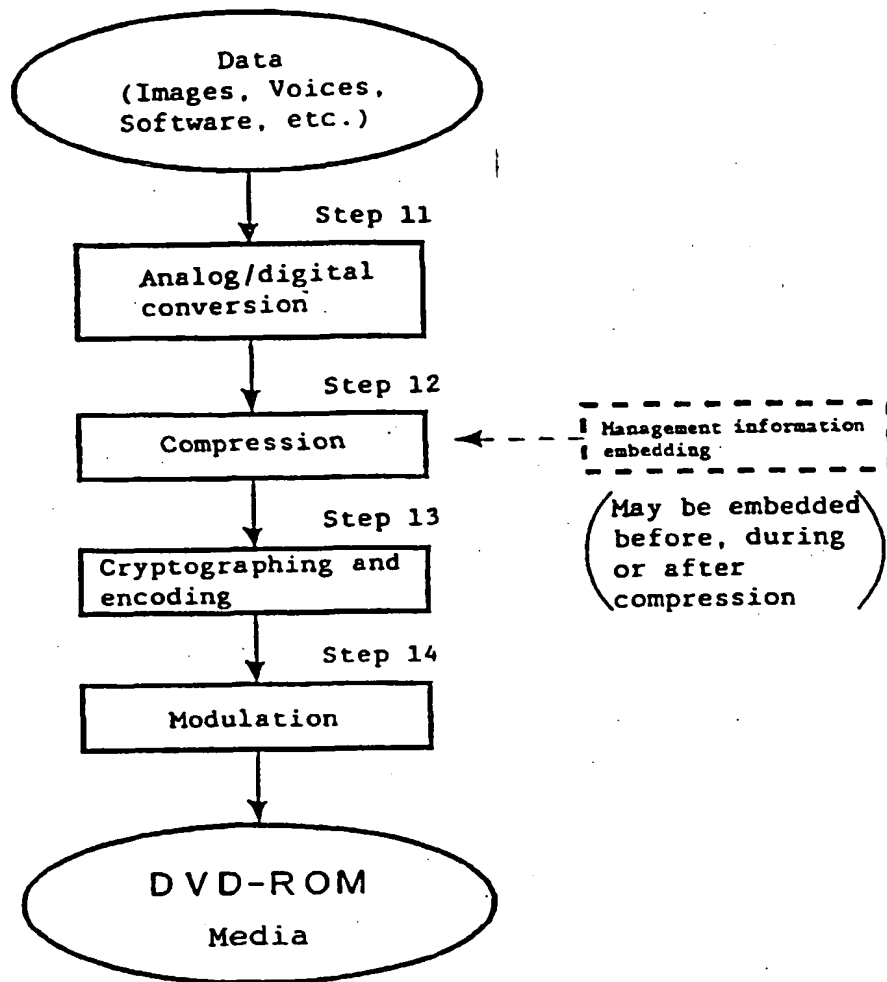 Data
(Images, Voices,
Software, etc.)
Step 11
Analog/digital
conversion
Step 12
Compression
Management information
embedding
(May be embedded
before, during
or after
compression)
Step 13
Cryptographing and
encoding
Step 14
Modulation
DVD-ROM
Media